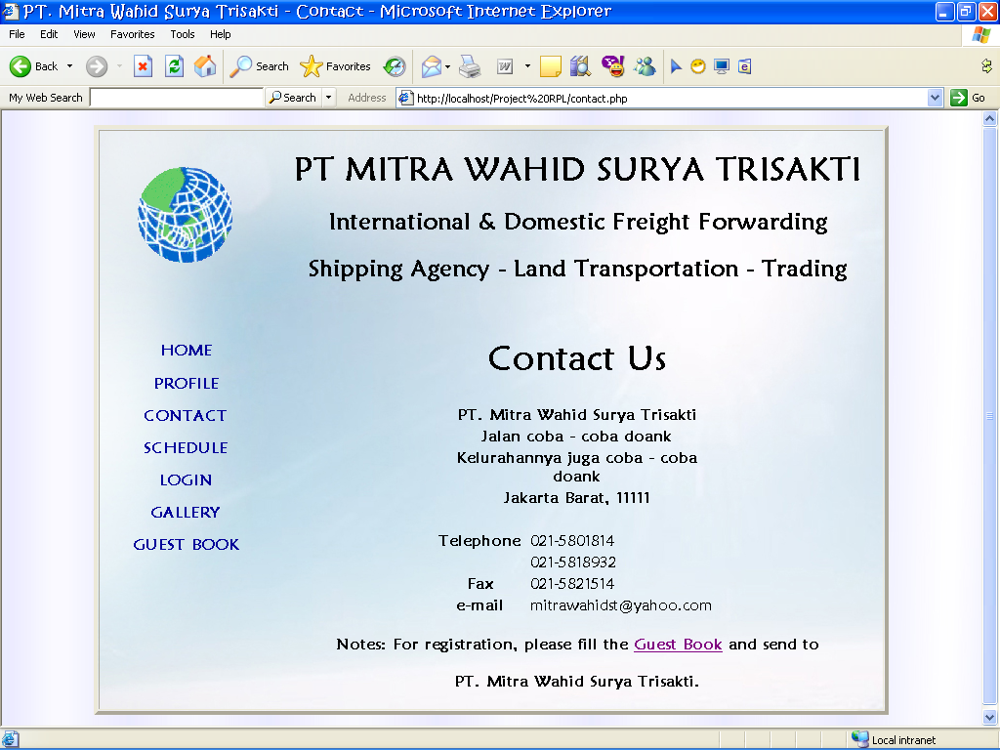 PT. Mitra Wahid Surya Trisakti - Contact - Microsoft Internet Explorer
File Edit View Favorites Tools Help
Back Search Favorites
My Web Search Search Address http://localhost/Project%20RPL/contact.php Go
PT MITRA WAHID SURYA TRISAKTI
International & Domestic Freight Forwarding
Shipping Agency - Land Transportation - Trading
HOME
PROFILE
CONTACT
SCHEDULE
LOGIN
GALLERY
GUEST BOOK
Contact Us
PT. Mitra Wahid Surya Trisakti
Jalan coba - coba doank
Kelurahannya juga coba - coba
doank
Jakarta Barat, 11111
Telephone 021-5801814
021-5818932
Fax 021-5821514
e-mail mitrawahidst@yahoo.com
Notes: For registration, please fill the Guest Book and send to
PT. Mitra Wahid Surya Trisakti.
Local intranet